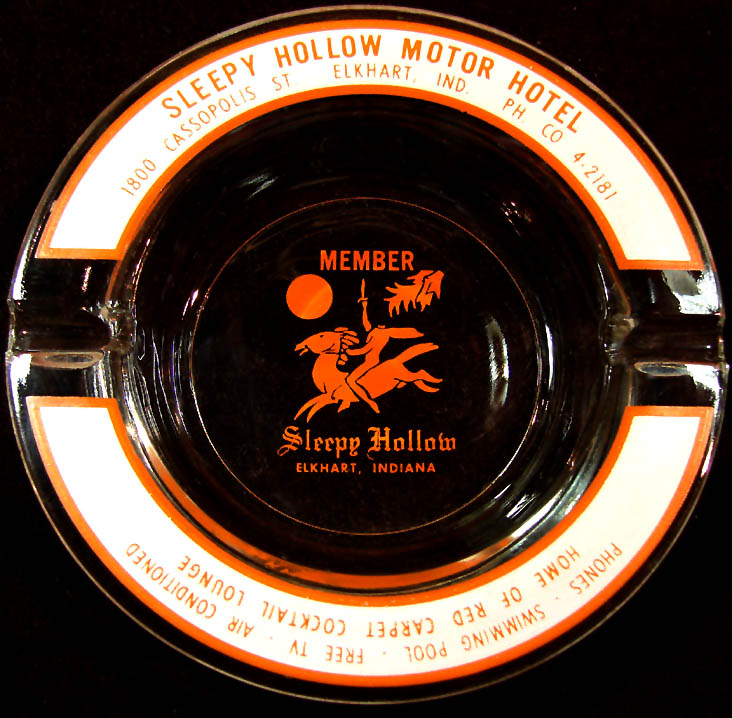 SLEEPY HOLLOW MOTOR HOTEL
1800 CASSOPOLIS ST ELKHART, IND. PH. CO 4-2181
MEMBER
Sleepy Hollow
ELKHART, INDIANA
HOME OF RED CARPET COCKTAIL LOUNGE
PHONES - SWIMMING POOL - FREE TV - AIR CONDITIONED